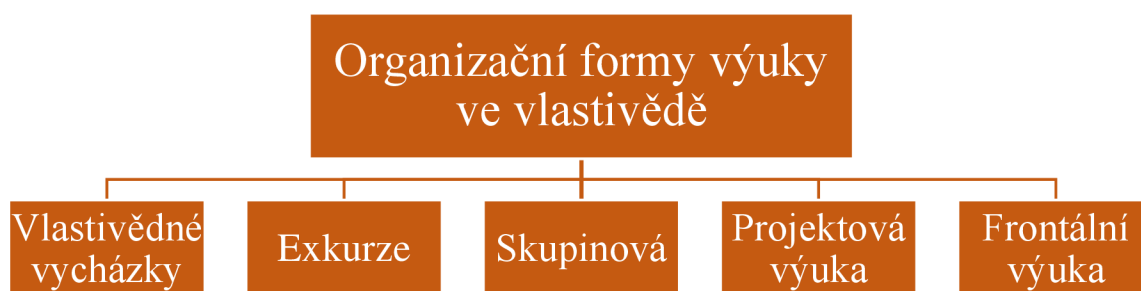 Organizační formy výuky
ve vlastivědě
Vlastivědné
vycházky
Exkurze
Skupinová
Projektová
výuka
Frontální
výuka